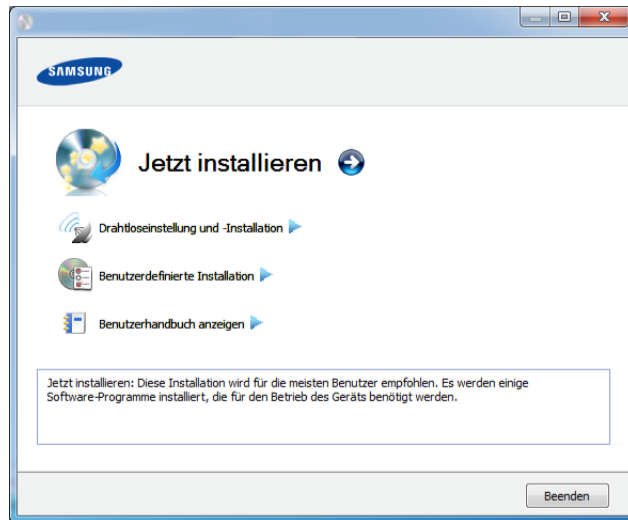 SAMSUNG
Jetzt installieren
Drahtloseinstellung und -Installation
Benutzerdefinierte Installation
Benutzerhandbuch anzeigen
Jetzt installieren: Diese Installation wird für die meisten Benutzer empfohlen. Es werden einige
Software-Programme installiert, die für den Betrieb des Geräts benötigt werden.
Beenden